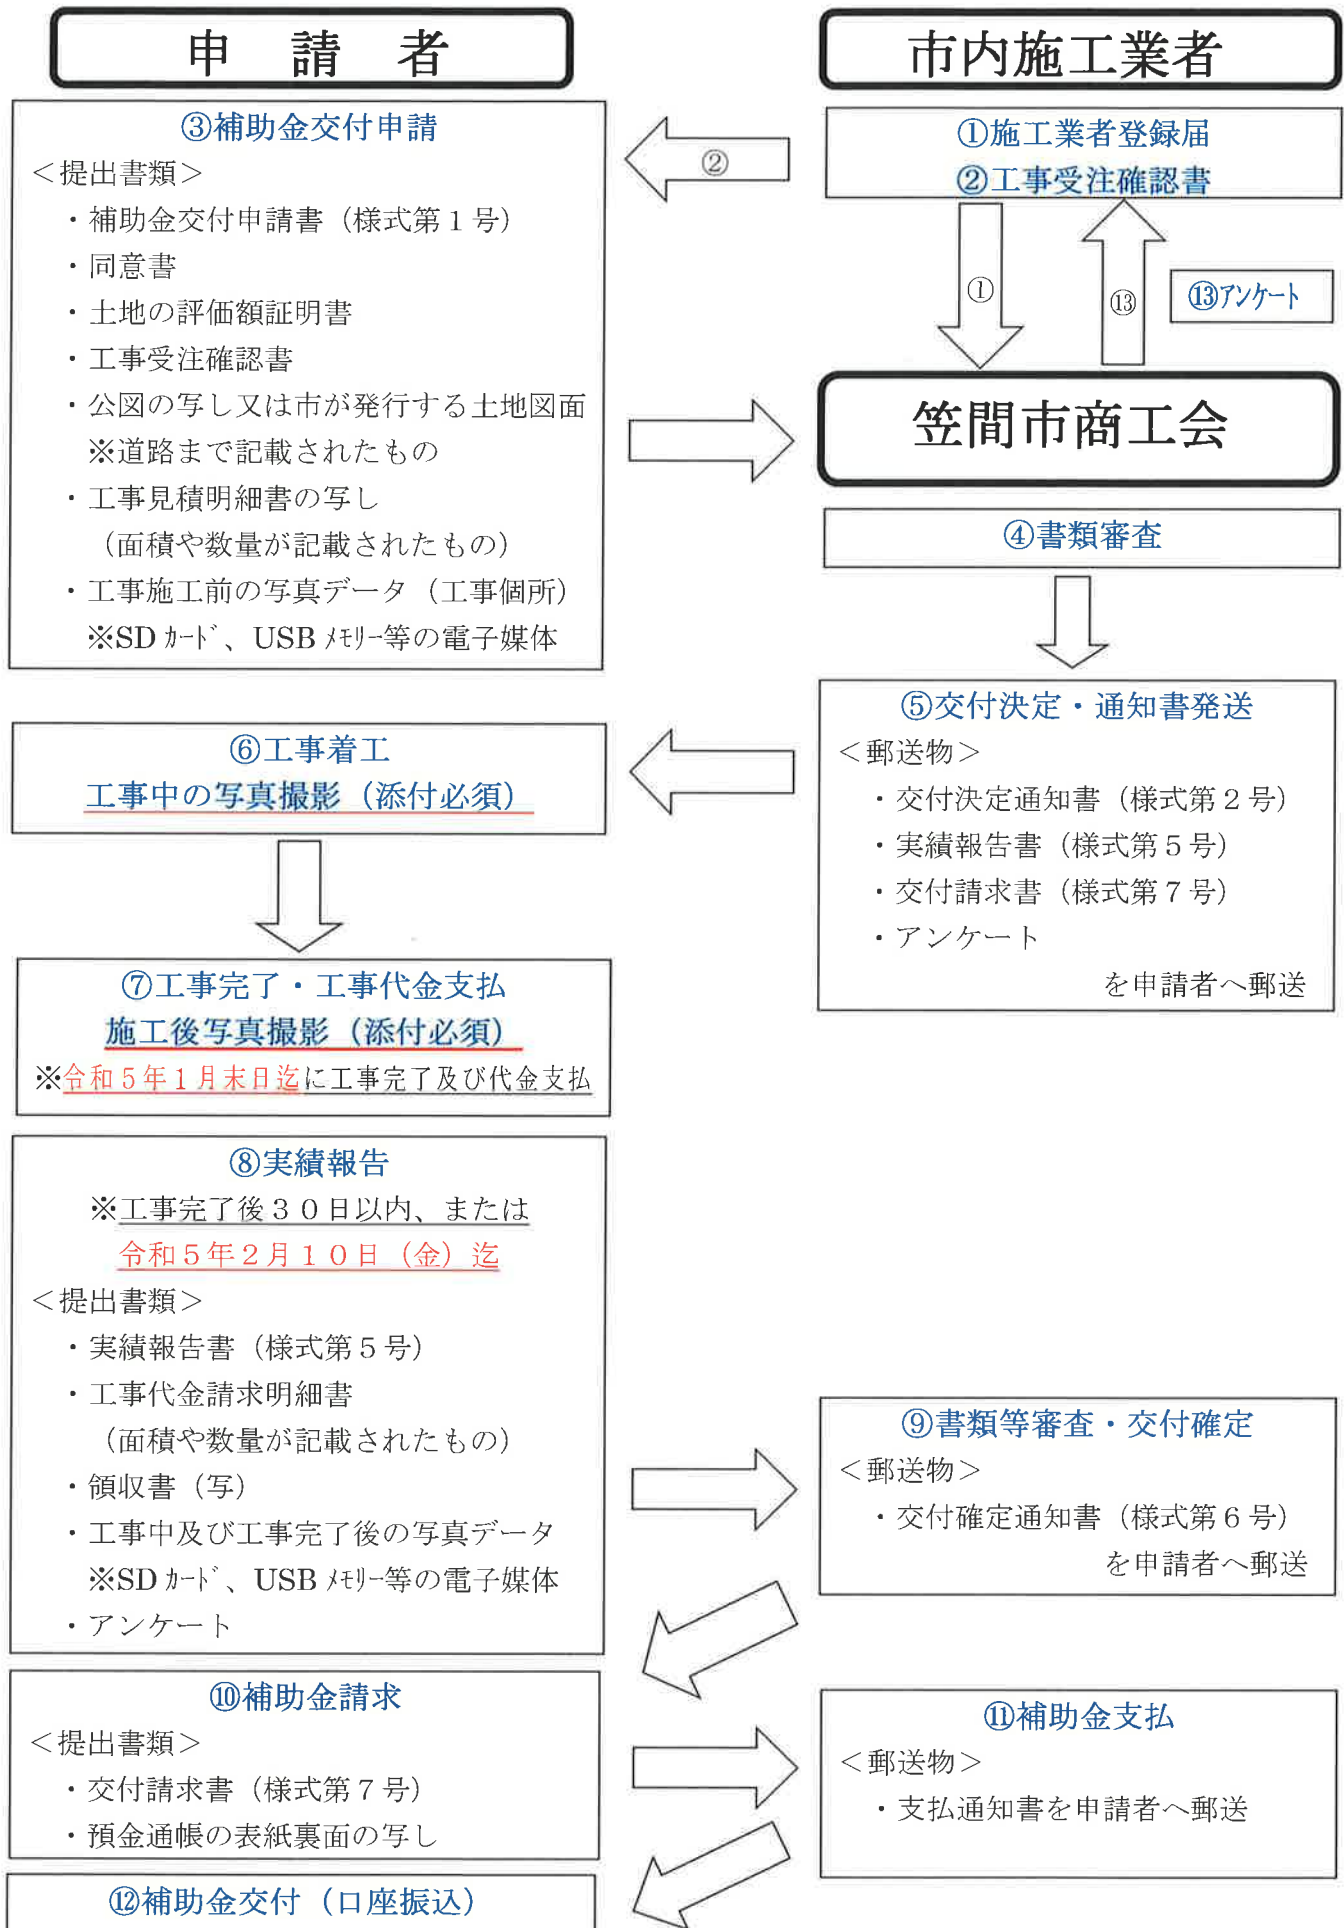 申請者
市内施工業者
③補助金交付申請
＜提出書類＞
・補助金交付申請書（様式第１号）
・同意書
・土地の評価額証明書
・工事受注確認書
・公図の写し又は市が発行する土地図面
※道路まで記載されたもの
・工事見積明細書の写し
（面積や数量が記載されたもの）
・工事施工前の写真データ（工事個所）
※SDｶｰﾄﾞ、USBﾒﾓﾘｰ等の電子媒体
②
①施工業者登録届
②工事受注確認書
①
⑬
⑬ｱﾝｹｰﾄ
笠間市商工会
④書類審査
⑤交付決定・通知書発送
＜郵送物＞
・交付決定通知書（様式第２号）
・実績報告書（様式第５号）
・交付請求書（様式第７号）
・アンケート
を申請者へ郵送
⑥工事着工
工事中の写真撮影（添付必須）
⑦工事完了・工事代金支払
施工後写真撮影（添付必須）
※令和５年１月末日迄に工事完了及び代金支払
⑧実績報告
※工事完了後３０日以内、または
令和５年２月１０日（金）迄
＜提出書類＞
・実績報告書（様式第５号）
・工事代金請求明細書
（面積や数量が記載されたもの）
・領収書（写）
・工事中及び工事完了後の写真データ
※SDｶｰﾄﾞ、USBﾒﾓﾘｰ等の電子媒体
・アンケート
⑨書類等審査・交付確定
＜郵送物＞
・交付確定通知書（様式第６号）
を申請者へ郵送
⑩補助金請求
＜提出書類＞
・交付請求書（様式第７号）
・預金通帳の表紙裏面の写し
⑪補助金支払
＜郵送物＞
・支払通知書を申請者へ郵送
⑫補助金交付（口座振込）